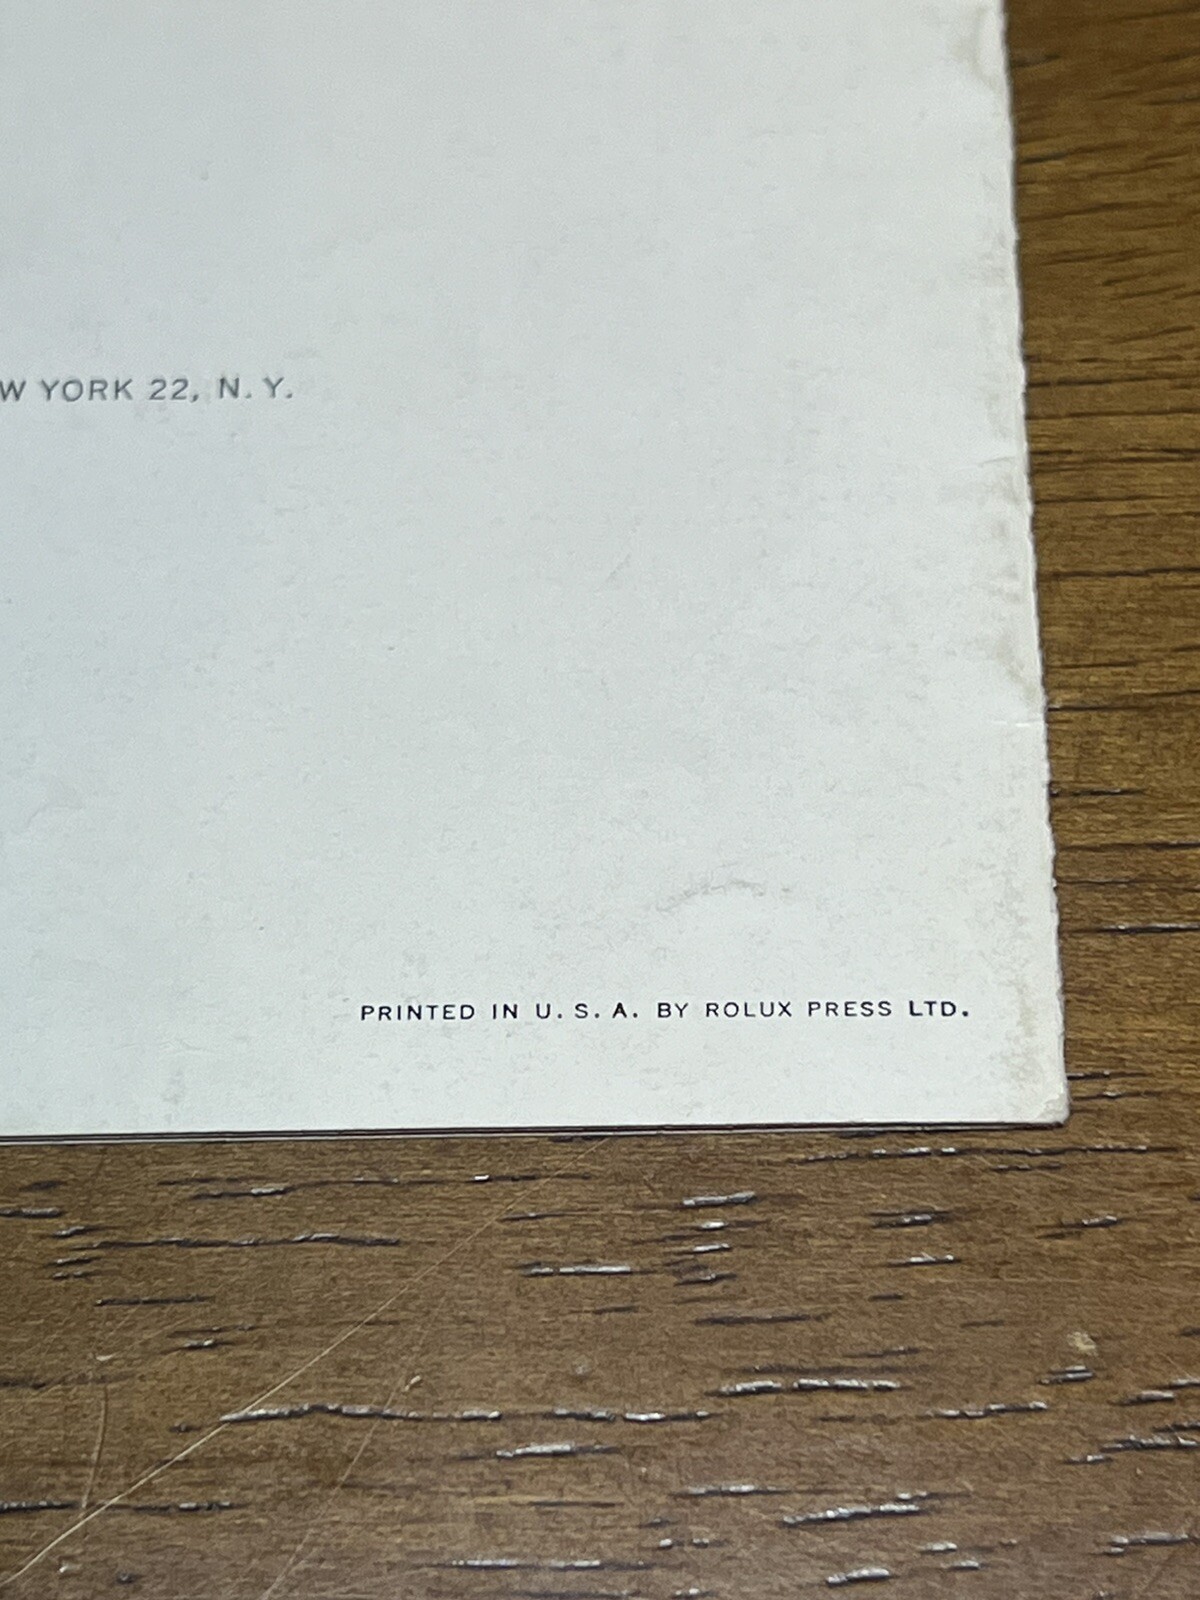 W YORK 22, N. Y.
PRINTED IN U. S. A. BY ROLUX PRESS LTD.